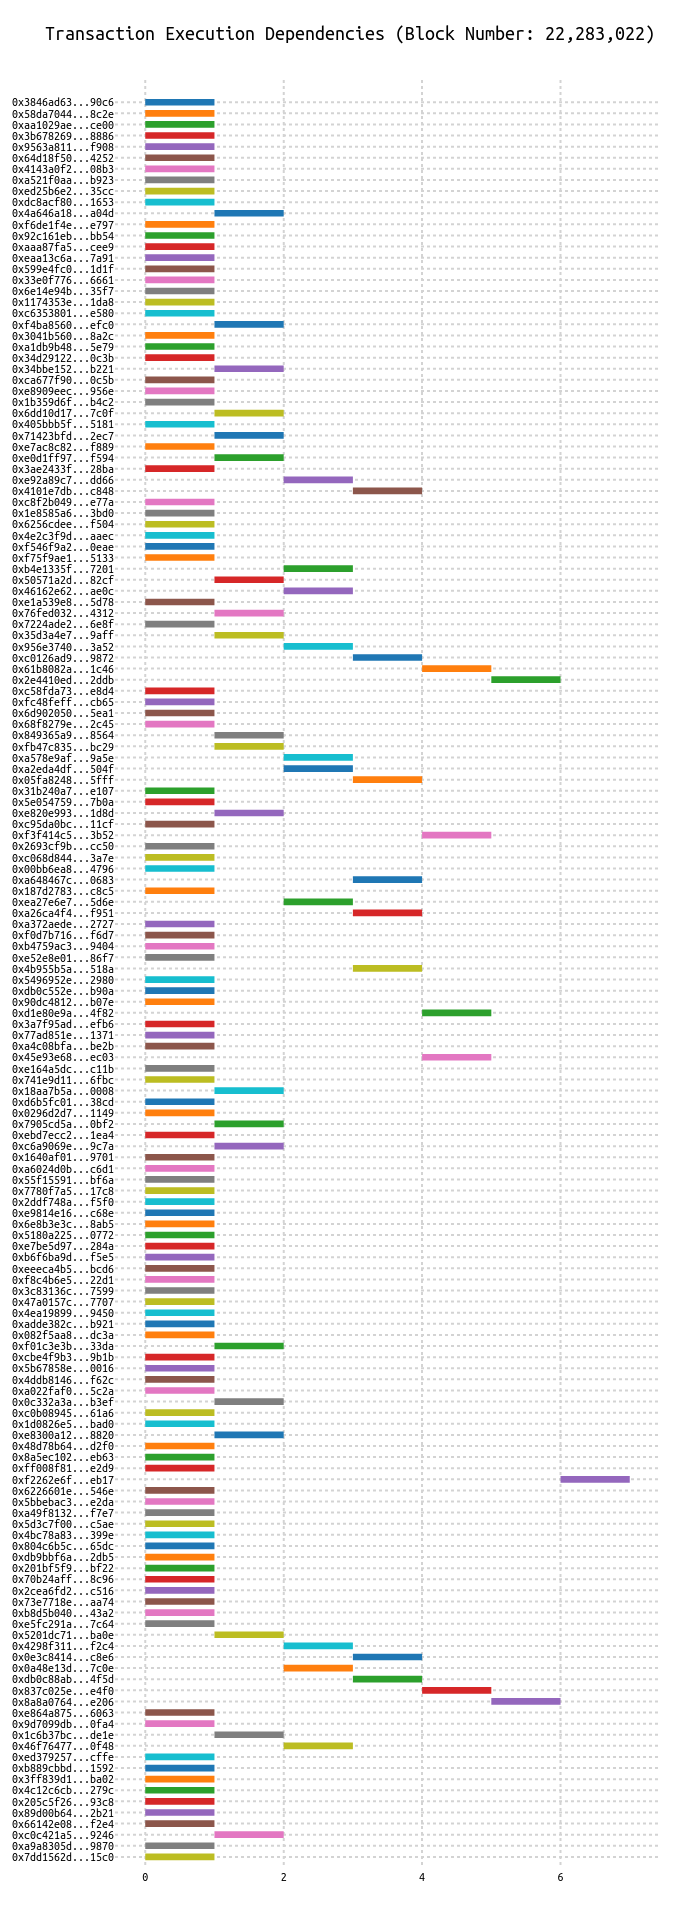 Transaction Execution Dependencies (Block Number: 22,283,022)
0x3846ad63...90c6
0x58da7044...8c2e
0xaa1029ae...ce00
0x3b678269...8886
0x9563a811...f908
0x64d18f50...4252
0x4143a0f2...08b3
0xa521f0aa...b923
0xed25b6e2...35cc
0xdc8acf80...1653
0x4a646a18...a04d
0xf6de1f4e...e797
0x92c161eb...bb54
0xaaa87fa5...cee9
0xeaa13c6a...7a91
0x599e4fc0...1d1f
0x33e0f776...6661
0x6e14e94b...35f7
0x1174353e...1da8
0xc6353801...e580
0xf4ba8560...efc0
0x3041b560...8a2c
0xa1db9b48...5e79
0x34d29122...0c3b
0x34bbe152...b221
0xca677f90...0c5b
0xe8909eec...956e
0x1b359d6f...b4c2
0x6dd10d17...7c0f
0x405bbb5f...5181
0x71423bfd...2ec7
0xe7ac8c82...f889
0xe0d1ff97...f594
0x3ae2433f...28ba
0xe92a89c7...dd66
0x4101e7db...c848
0xc8f2b049...e77a
0x1e8585a6...3bd0
0x6256cdee...f504
0x4e2c3f9d...aaec
0xf546f9a2...0eae
0xf75f9ae1...5133
0xb4e1335f...7201
0x50571a2d...82cf
0x46162e62...ae0c
0xe1a539e8...5d78
0x76fed032...4312
0x7224ade2...6e8f
0x35d3a4e7...9aff
0x956e3740...3a52
0xc0126ad9...9872
0x61b8082a...1c46
0x2e4410ed...2ddb
0xc58fda73...e8d4
0xfc48feff...cb65
0x6d902050...5ea1
0x68f8279e...2c45
0x849365a9...8564
0xfb47c835...bc29
0xa578e9af...9a5e
0xa2eda4df...504f
0x05fa8248...5fff
0x31b240a7...e107
0x5e054759...7b0a
0xe820e993...1d8d
0xc95da0bc...11cf
0xf3f414c5...3b52
0x2693cf9b...cc50
0xc068d844...3a7e
0x00bb6ea8...4796
0xa648467c...0683
0x187d2783...c8c5
0xea27e6e7...5d6e
0xa26ca4f4...f951
0xa372aede...2727
0xf0d7b716...f6d7
0xb4759ac3...9404
0xe52e8e01...86f7
0x4b955b5a...518a
0x5496952e...2980
0xdb0c552e...b90a
0x90dc4812...b07e
0xd1e80e9a...4f82
0x3a7f95ad...efb6
0x77ad851e...1371
0xa4c08bfa...be2b
0x45e93e68...ec03
0xe164a5dc...c11b
0x741e9d11...6fbc
0x18aa7b5a...0008
0xd6b5fc01...38cd
0x0296d2d7...1149
0x7905cd5a...0bf2
0xebd7ecc2...1ea4
0xc6a9069e...9c7a
0x1640af01...9701
0xa6024d0b...c6d1
0x55f15591...bf6a
0x7780f7a5...17c8
0x2ddf748a...f5f0
0xe9814e16...c68e
0x6e8b3e3c...8ab5
0x5180a225...0772
0xe7be5d97...284a
0xb6f6ba9d...f5e5
0xeeeca4b5...bcd6
0xf8c4b6e5...22d1
0x3c83136c...7599
0x47a0157c...7707
0x4ea19899...9450
0xadde382c...b921
0x082f5aa8...dc3a
0xf01c3e3b...33da
0xcbe4f9b3...9b1b
0x5b67858e...0016
0x4ddb8146...f62c
0xa022faf0...5c2a
0x0c332a3a...b3ef
0xc0b08945...61a6
0x1d0826e5...bad0
0xe8300a12...8820
0x48d78b64...d2f0
0x8a5ec102...eb63
0xff008f81...e2d9
0xf2262e6f...eb17
0x6226601e...546e
0x5bbebac3...e2da
0xa49f8132...f7e7
0x5d3c7f00...c5ae
0x4bc78a83...399e
0x804c6b5c...65dc
0xdb9bbf6a...2db5
0x201bf5f9...bf22
0x70b24aff...8c96
0x2cea6fd2...c516
0x73e7718e...aa74
0xb8d5b040...43a2
0xe5fc291a...7c64
0x5201dc71...ba0e
0x4298f311...f2c4
0x0e3c8414...c8e6
0x0a48e13d...7c0e
0xdb0c88ab...4f5d
0x837c025e...e4f0
0x8a8a0764...e206
0xe864a875...6063
0x9d7099db...0fa4
0x1c6b37bc...de1e
0x46f76477...0f48
0xed379257...cffe
0xb889cbbd...1592
0x3ff839d1...ba02
0x4c12c6cb...279c
0x205c5f26...93c8
0x89d00b64...2b21
0x66142e08...f2e4
0xc0c421a5...9246
0xa9a8305d...9870
0x7dd1562d...15c0
0 2 4 6